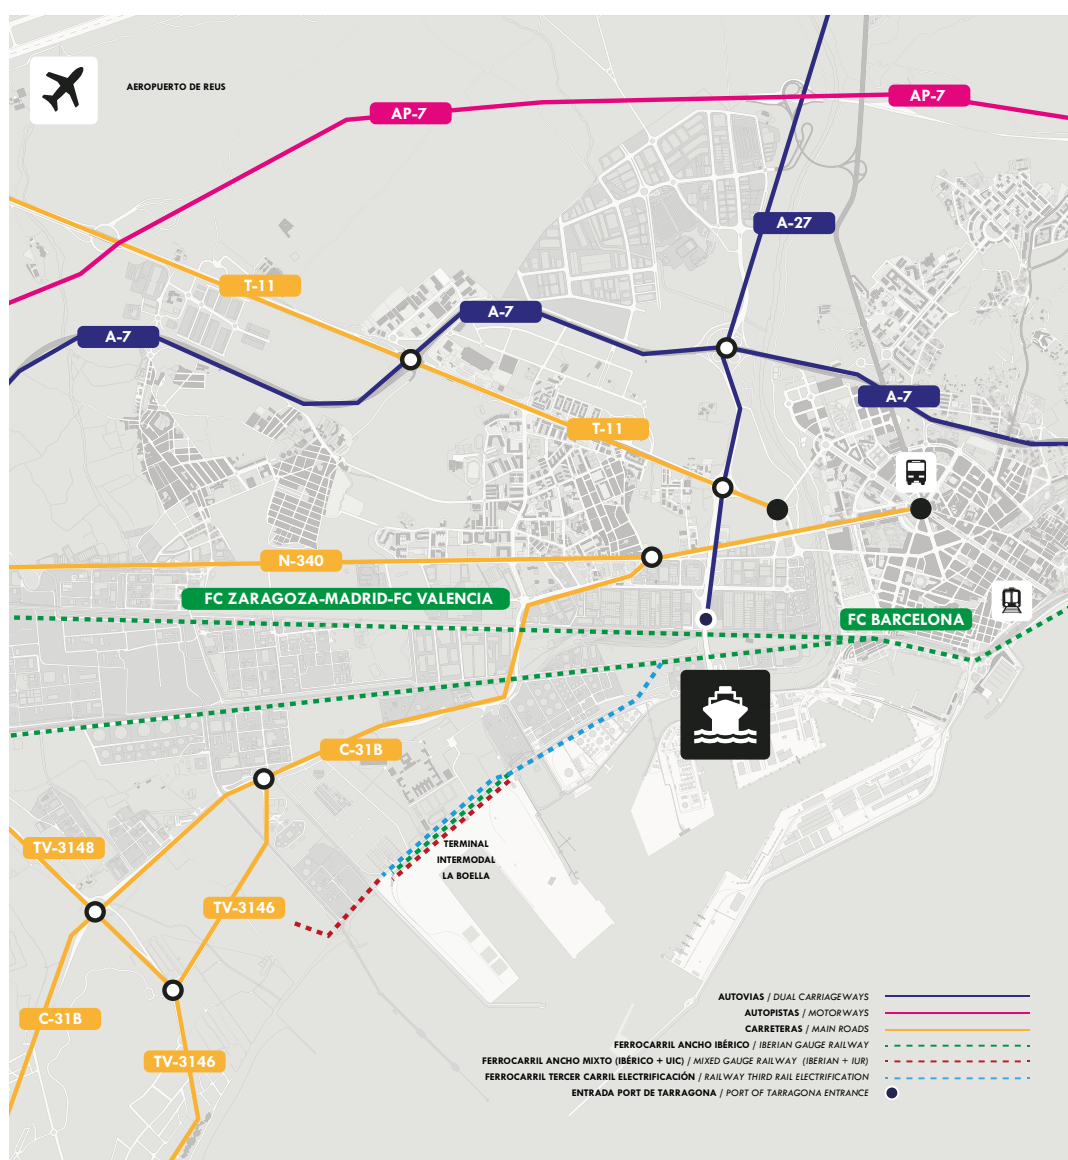 AEROPUERTO DE REUS
AP-7
AP-7
A-27
T-11
A-7
A-7
A-7
T-11
N-340
FC ZARAGOZA-MADRID-FC VALENCIA
FC BARCELONA
C-31B
TV-3148
TERMINAL
INTERMODAL
LA BOELLA
TV-3146
C-31B
TV-3146
AUTOVIAS / DUAL CARRIAGEWAYS
AUTOPISTAS / MOTORWAYS
CARRETERAS / MAIN ROADS
FERROCARRIL ANCHO IBÉRICO / IBERIAN GAUGE RAILWAY
FERROCARRIL ANCHO MIXTO (IBÉRICO + UIC) / MIXED GAUGE RAILWAY (IBERIAN + IUR)
FERROCARRIL TERCER CARRIL ELECTRIFICACIÓN / RAILWAY THIRD RAIL ELECTRIFICATION
ENTRADA PORT DE TARRAGONA / PORT OF TARRAGONA ENTRANCE